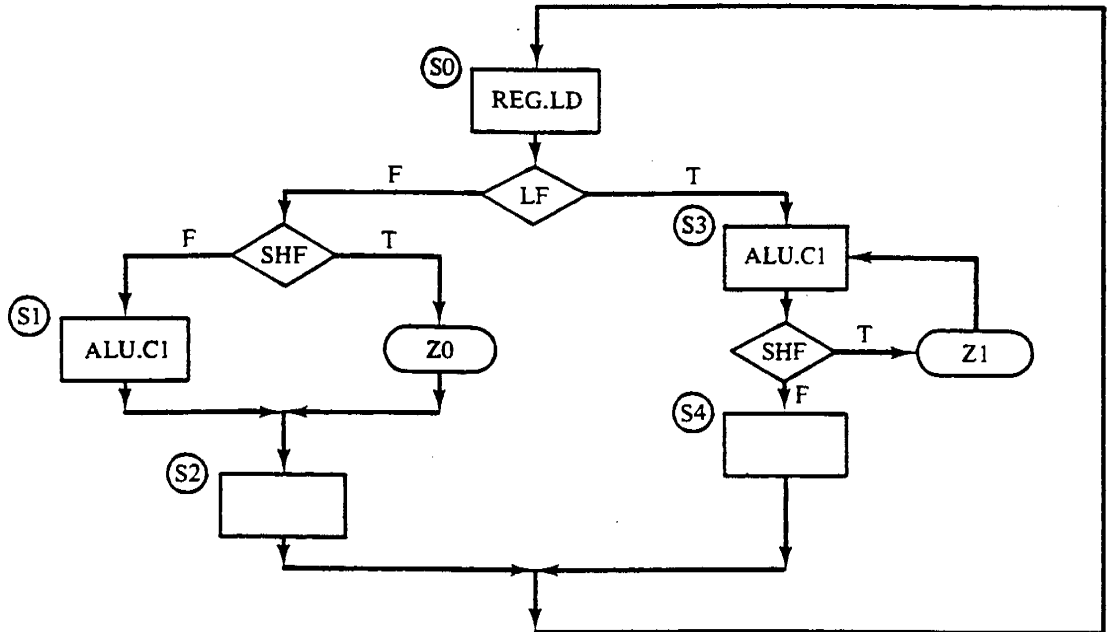 S0
REG.LD
F
LF
T
S3
F
SHF
T
ALU.C1
S1
ALU.C1
Z0
SHF
T
Z1
F
S4
S2